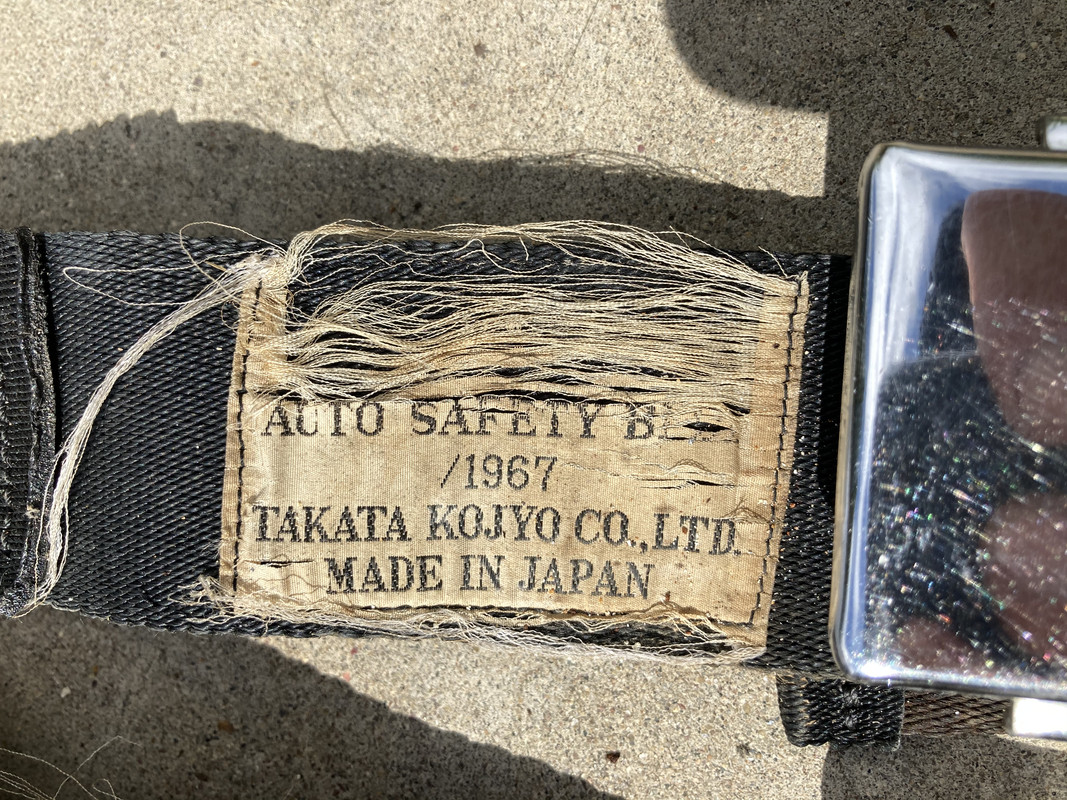 AUTO SAFETY
/1967
TAKATA KOJYO CO.,LTD.
MADE IN JAPAN